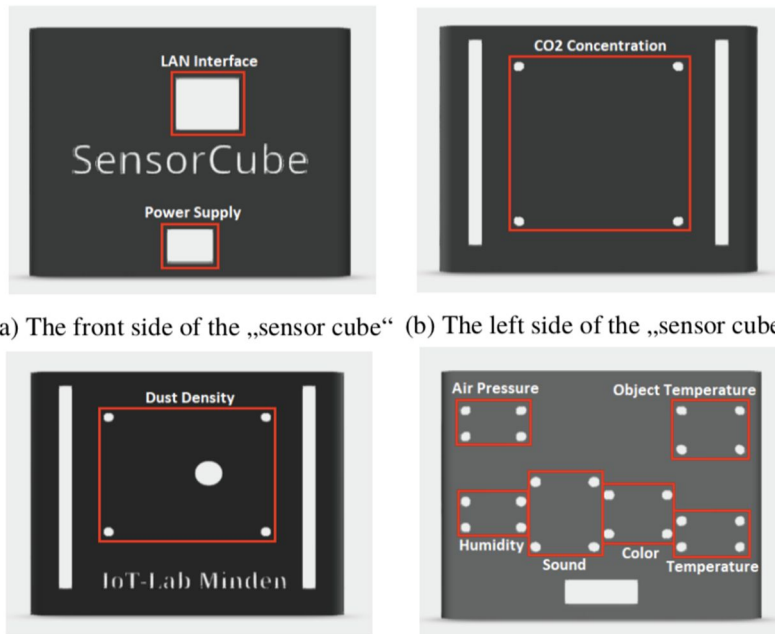 LAN Interface
SensorCube
Power Supply
CO2 Concentration
a) The front side of the „sensor cube“
(b) The left side of the „sensor cube
Dust Density
IoT-Lab Minden
Air Pressure
Object Temperature
Humidity
Sound
Color
Temperature